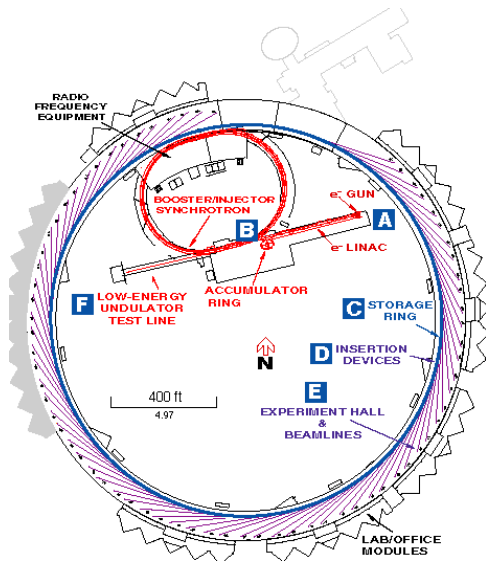 RADIO
FREQUENCY
EQUIPMENT
BOOSTER/INJECTOR
SYNCHROTRON
e⁻ GUN
A
B
e⁻ LINAC
ACCUMULATOR
RING
F
LOW-ENERGY
UNDULATOR
TEST LINE
C
STORAGE
RING
D
INSERTION
DEVICES
N
E
EXPERIMENT HALL
&
BEAMLINES
400 ft
4.97
LAB/OFFICE
MODULES